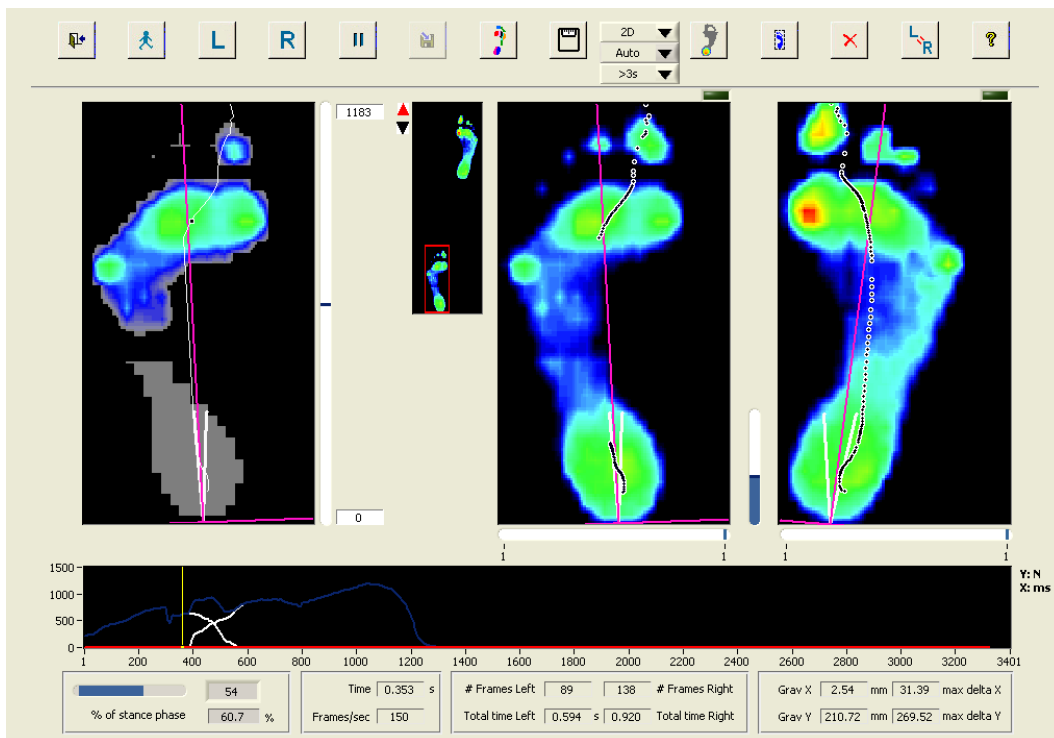 L R L R ?
2D
Auto
>3s
1183
0
1 1 1 1
1500
1000
500
0
Y: N
X: ms
1 200 400 600 800 1000 1200 1400 1600 1800 2000 2200 2400 2600 2800 3000 3200 3401
54
% of stance phase 60.7 %
Time 0.353 s
Frames/sec 150
# Frames Left 89 138 # Frames Right
Total time Left 0.594 s 0.920 Total time Right
Grav X 2.54 mm 31.39 max delta X
Grav Y 210.72 mm 269.52 max delta Y